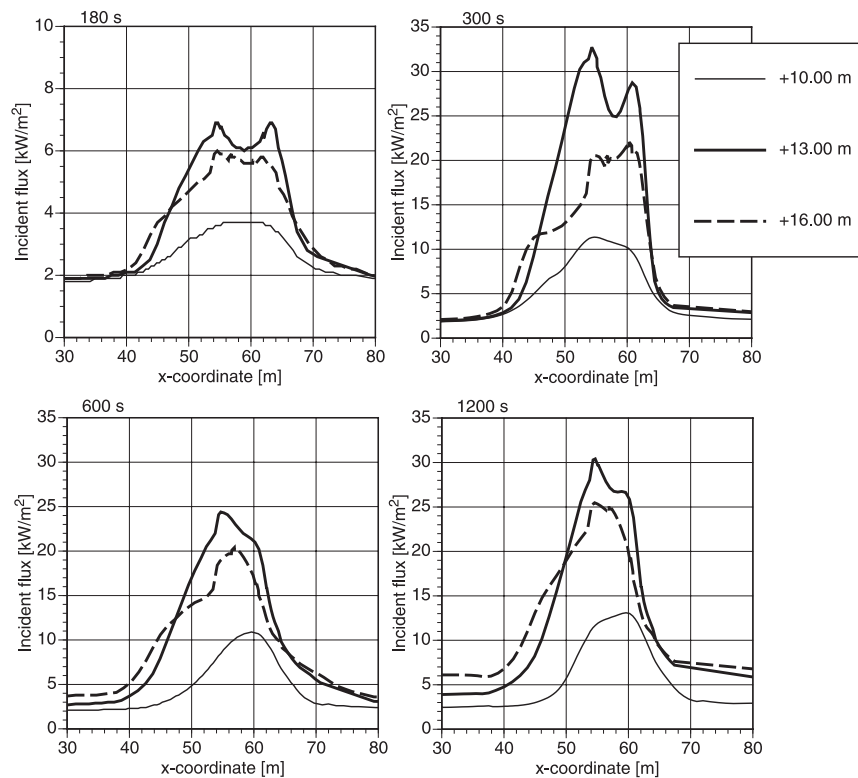 180 s
10
8
6
4
2
0
Incident flux [kW/m²]
30 40 50 60 70 80
x-coordinate [m]
300 s
35
30
25
20
15
10
5
0
Incident flux [kW/m²]
30 40 50 60 70 80
x-coordinate [m]
+10.00 m
+13.00 m
+16.00 m
600 s
35
30
25
20
15
10
5
0
Incident flux [kW/m²]
30 40 50 60 70 80
x-coordinate [m]
1200 s
35
30
25
20
15
10
5
0
Incident flux [kW/m²]
30 40 50 60 70 80
x-coordinate [m]